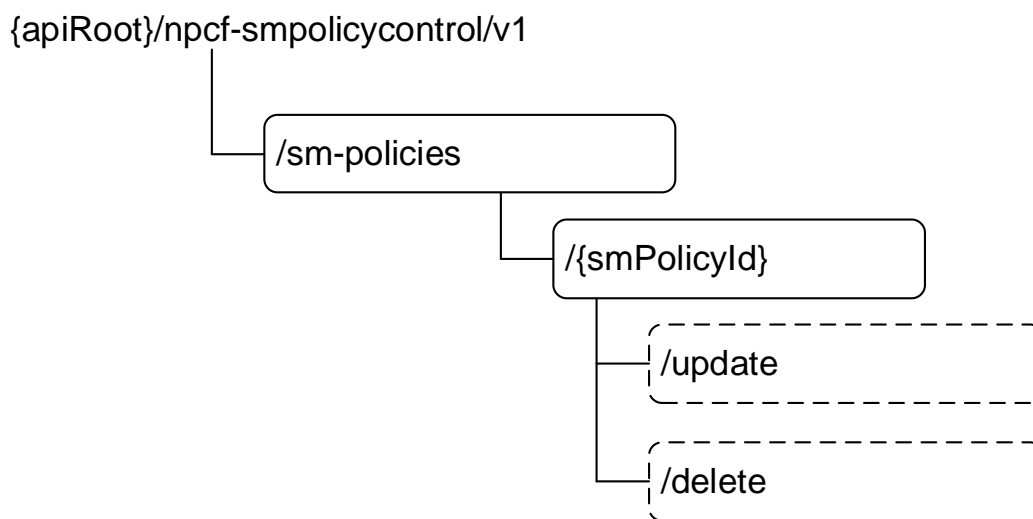 {apiRoot}/npcf-smpolicycontrol/v1
/sm-policies
/{smPolicyId}
/update
/delete